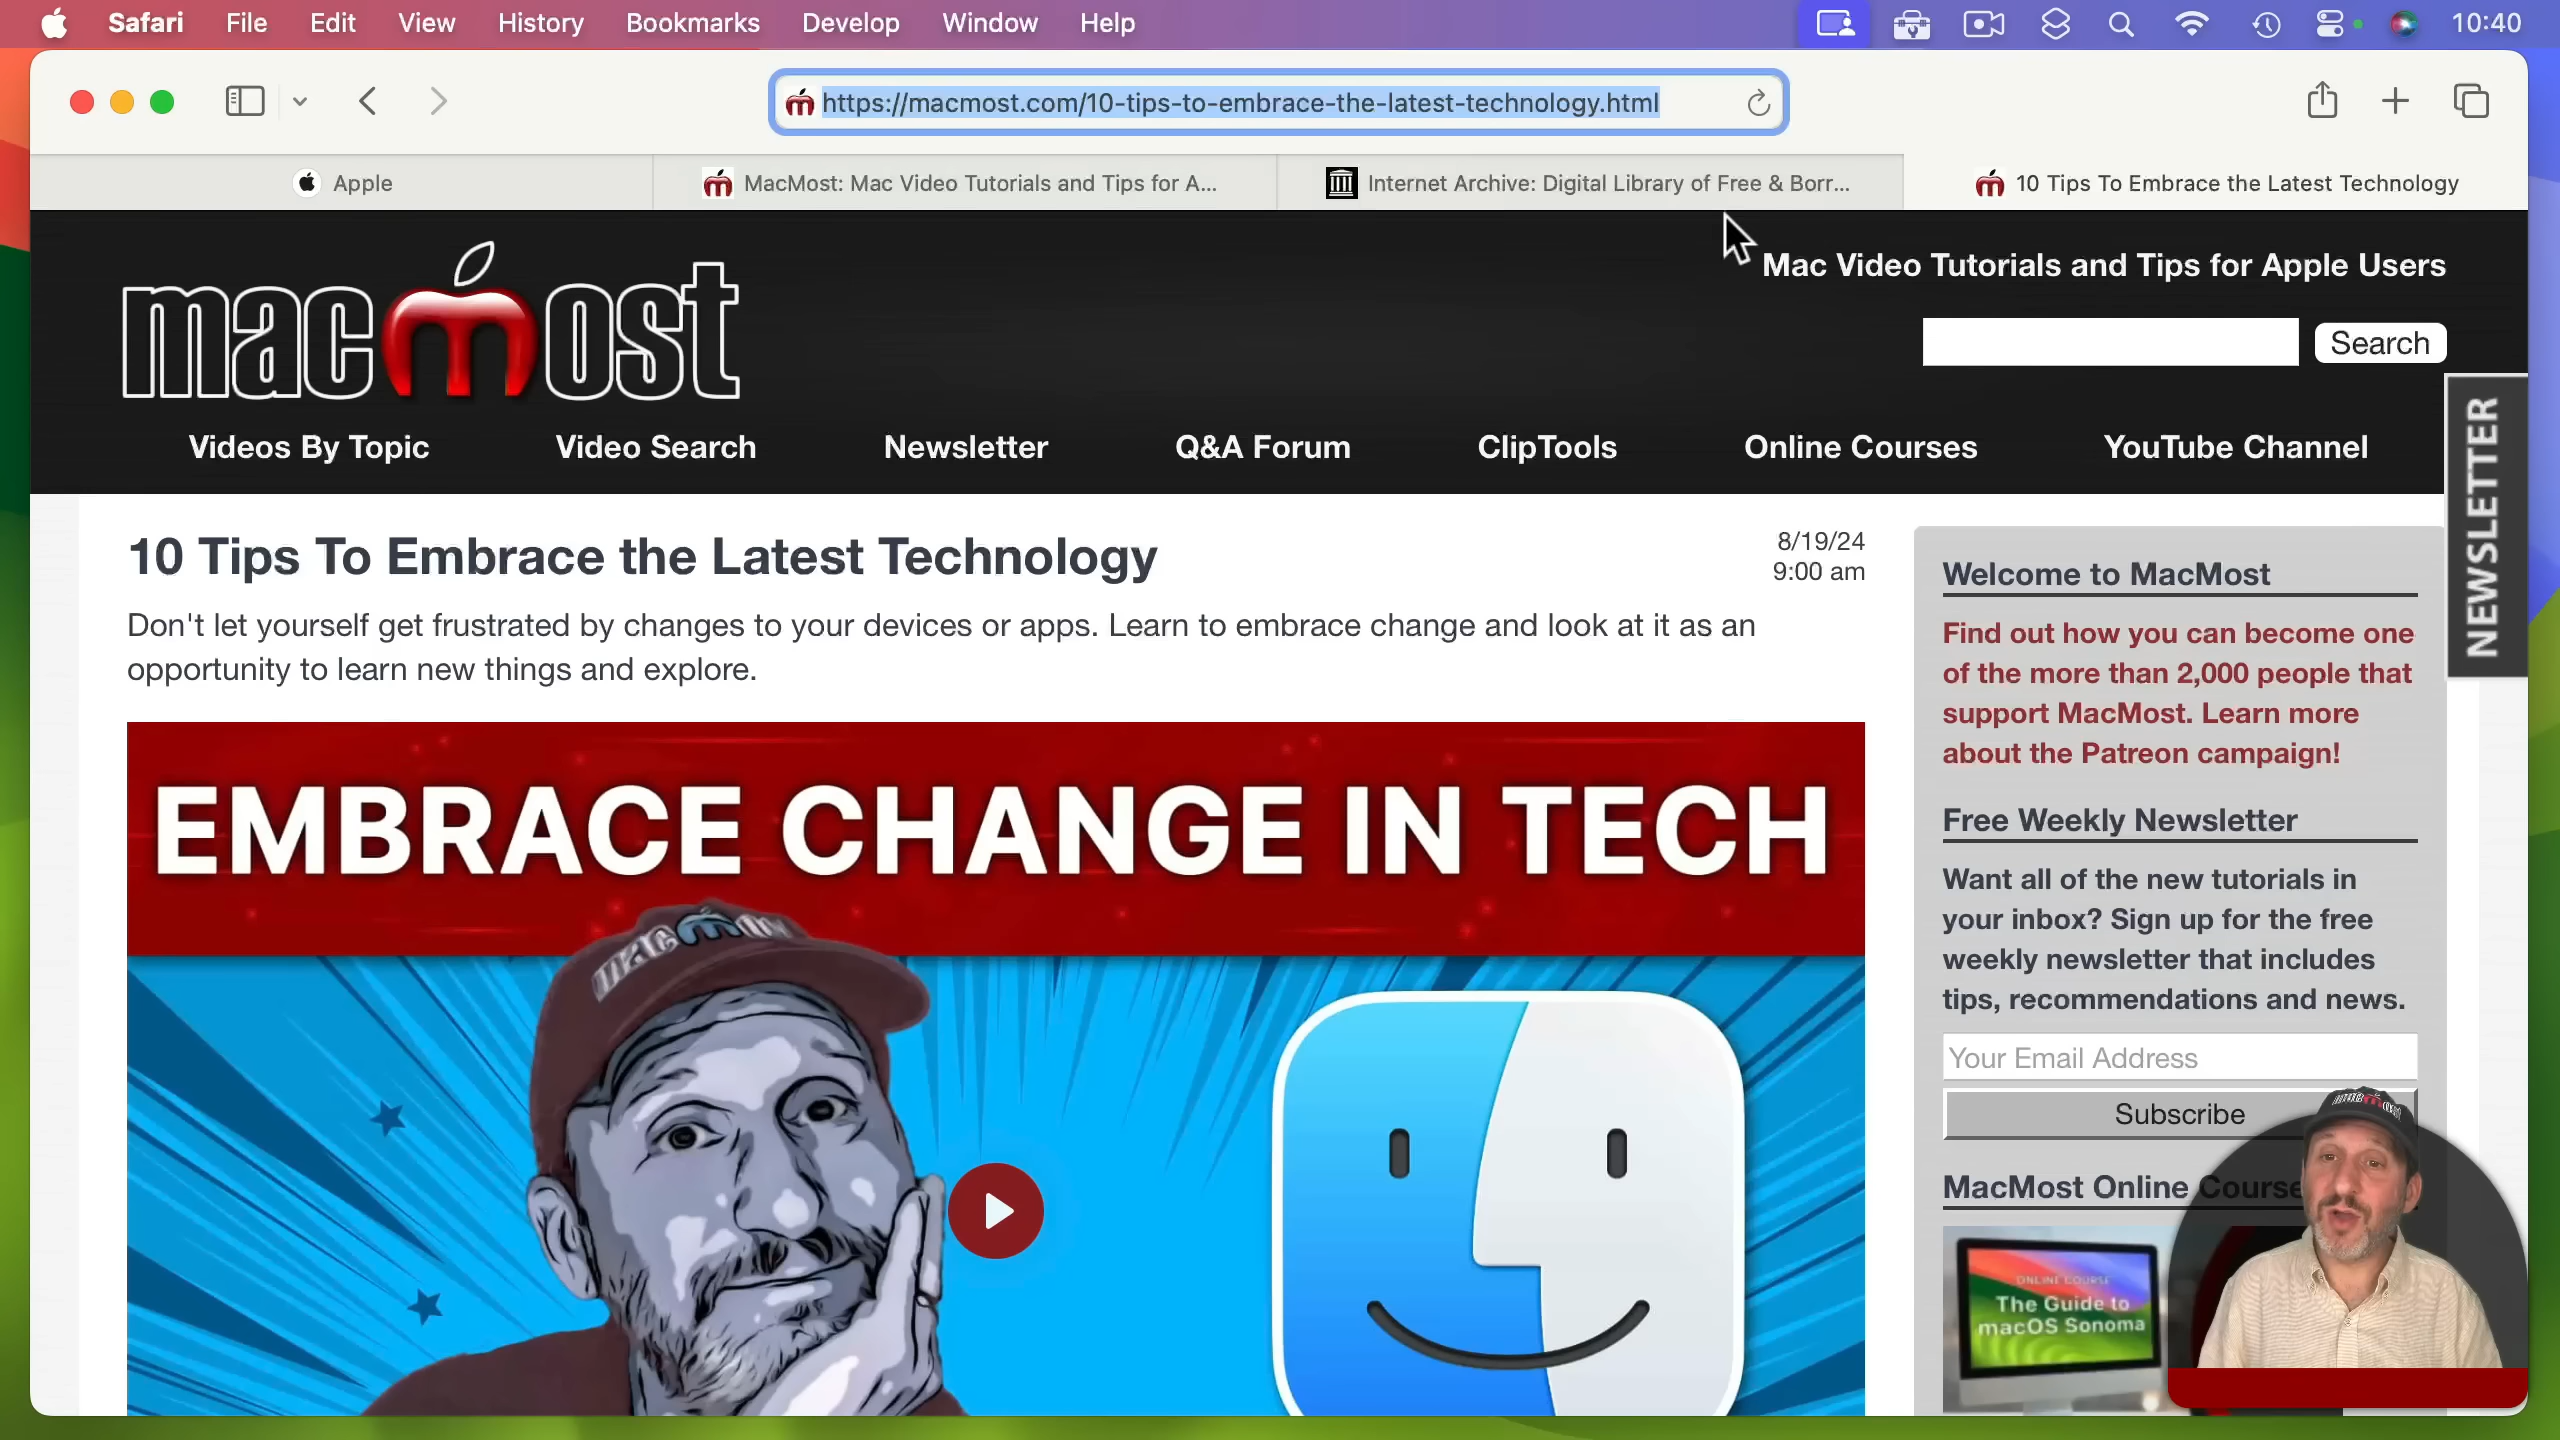 Safari File Edit View History Bookmarks Develop Window Help 10:40
https://macmost.com/10-tips-to-embrace-the-latest-technology.html
Apple
MacMost: Mac Video Tutorials and Tips for A...
Internet Archive: Digital Library of Free & Borr...
10 Tips To Embrace the Latest Technology
macmost
Mac Video Tutorials and Tips for Apple Users
Search
Videos By Topic Video Search Newsletter Q&A Forum ClipTools Online Courses YouTube Channel
NEWSLETTER
10 Tips To Embrace the Latest Technology
8/19/24
9:00 am
Don't let yourself get frustrated by changes to your devices or apps. Learn to embrace change and look at it as an
opportunity to learn new things and explore.
EMBRACE CHANGE IN TECH
Welcome to MacMost
Find out how you can become one
of the more than 2,000 people that
support MacMost. Learn more
about the Patreon campaign!
Free Weekly Newsletter
Want all of the new tutorials in
your inbox? Sign up for the free
weekly newsletter that includes
tips, recommendations and news.
Your Email Address
Subscribe
MacMost Online Course
ONLINE COURSE
The Guide to
macOS Sonoma